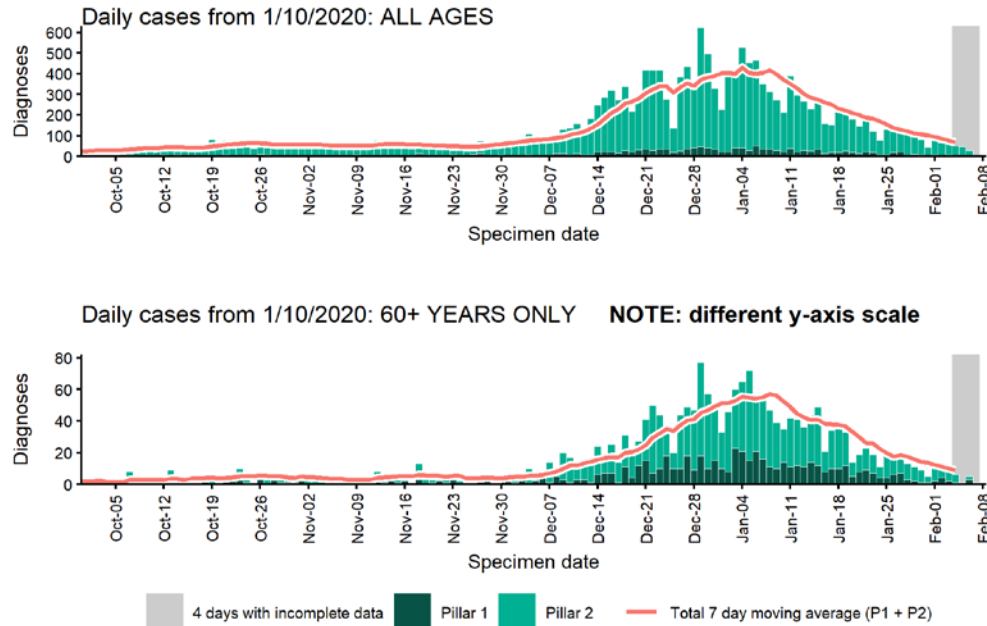 Daily cases from 1/10/2020: ALL AGES
Diagnoses
600
500
400
300
200
100
0
Oct-05
Oct-12
Oct-19
Oct-26
Nov-02
Nov-09
Nov-16
Nov-23
Nov-30
Dec-07
Dec-14
Dec-21
Dec-28
Jan-04
Jan-11
Jan-18
Jan-25
Feb-01
Feb-08
Specimen date
Daily cases from 1/10/2020: 60+ YEARS ONLY NOTE: different y-axis scale
Diagnoses
80
60
40
20
0
Oct-05
Oct-12
Oct-19
Oct-26
Nov-02
Nov-09
Nov-16
Nov-23
Nov-30
Dec-07
Dec-14
Dec-21
Dec-28
Jan-04
Jan-11
Jan-18
Jan-25
Feb-01
Feb-08
Specimen date
4 days with incomplete data Pillar 1 Pillar 2 Total 7 day moving average (P1 + P2)